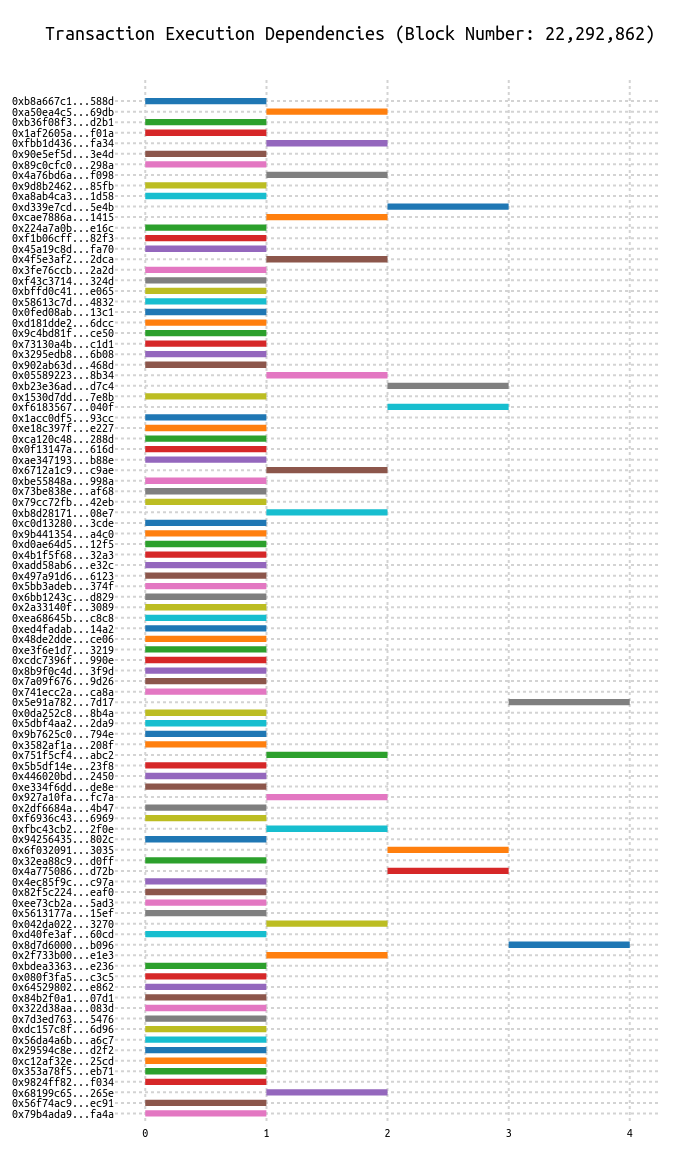 Transaction Execution Dependencies (Block Number: 22,292,862)
0xb8a667c1...588d
0xa50ea4c5...69db
0xb36f08f3...d2b1
0x1af2605a...f01a
0xfbb1d436...fa34
0x90e5ef5d...3e4d
0x89c0cfc0...298a
0x4a76bd6a...f098
0x9d8b2462...85fb
0xa8ab4ca3...1d58
0xd339e7cd...5e4b
0xcae7886a...1415
0x224a7a0b...e16c
0xf1b06cff...82f3
0x45a19c8d...fa70
0x4f5e3af2...2dca
0x3fe76ccb...2a2d
0xf43c3714...324d
0xbffd0c41...e065
0x58613c7d...4832
0x0fed08ab...13c1
0xd181dde2...6dcc
0x9c4bd81f...ce50
0x73130a4b...c1d1
0x3295edb8...6b08
0x902ab63d...468d
0x05589223...8b34
0xb23e36ad...d7c4
0x1530d7dd...7e8b
0xf6183567...040f
0x1acc0df5...93cc
0xe18c397f...e227
0xca120c48...288d
0x0f13147a...616d
0xae347193...b88e
0x6712a1c9...c9ae
0xbe55848a...998a
0x73be838e...af68
0x79cc72fb...42eb
0xb8d28171...08e7
0xc0d13280...3cde
0x9b441354...a4c0
0xd0ae64d5...12f5
0x4b1f5f68...32a3
0xadd58ab6...e32c
0x497a91d6...6123
0x5bb3adeb...374f
0x6bb1243c...d829
0x2a33140f...3089
0xea68645b...c8c8
0xed4fadab...14a2
0x48de2dde...ce06
0xe3f6e1d7...3219
0xcdc7396f...990e
0x8b9f0c4d...3f9d
0x7a09f676...9d26
0x741ecc2a...ca8a
0x5e91a782...7d17
0x0da252c8...8b4a
0x5dbf4aa2...2da9
0x9b7625c0...794e
0x3582af1a...208f
0x751f5cf4...abc2
0x5b5df14e...23f8
0x446020bd...2450
0xe334f6dd...de8e
0x927a10fa...fc7a
0x2df6684a...4b47
0xf6936c43...6969
0xfbc43cb2...2f0e
0x94256435...802c
0x6f032091...3035
0x32ea88c9...d0ff
0x4a775086...d72b
0x4ec85f9c...c97a
0x82f5c224...eaf0
0xee73cb2a...5ad3
0x5613177a...15ef
0x042da022...3270
0xd40fe3af...60cd
0x8d7d6000...b096
0x2f733b00...e1e3
0xbdea3363...e236
0x080f3fa5...c3c5
0x64529802...e862
0x84b2f0a1...07d1
0x322d38aa...083d
0x7d3ed763...5476
0xdc157c8f...6d96
0x56da4a6b...a6c7
0x29594c8e...d2f2
0xc12af32e...25cd
0x353a78f5...eb71
0x9824ff82...f034
0x68199c65...265e
0x56f74ac9...ec91
0x79b4ada9...fa4a
0 1 2 3 4